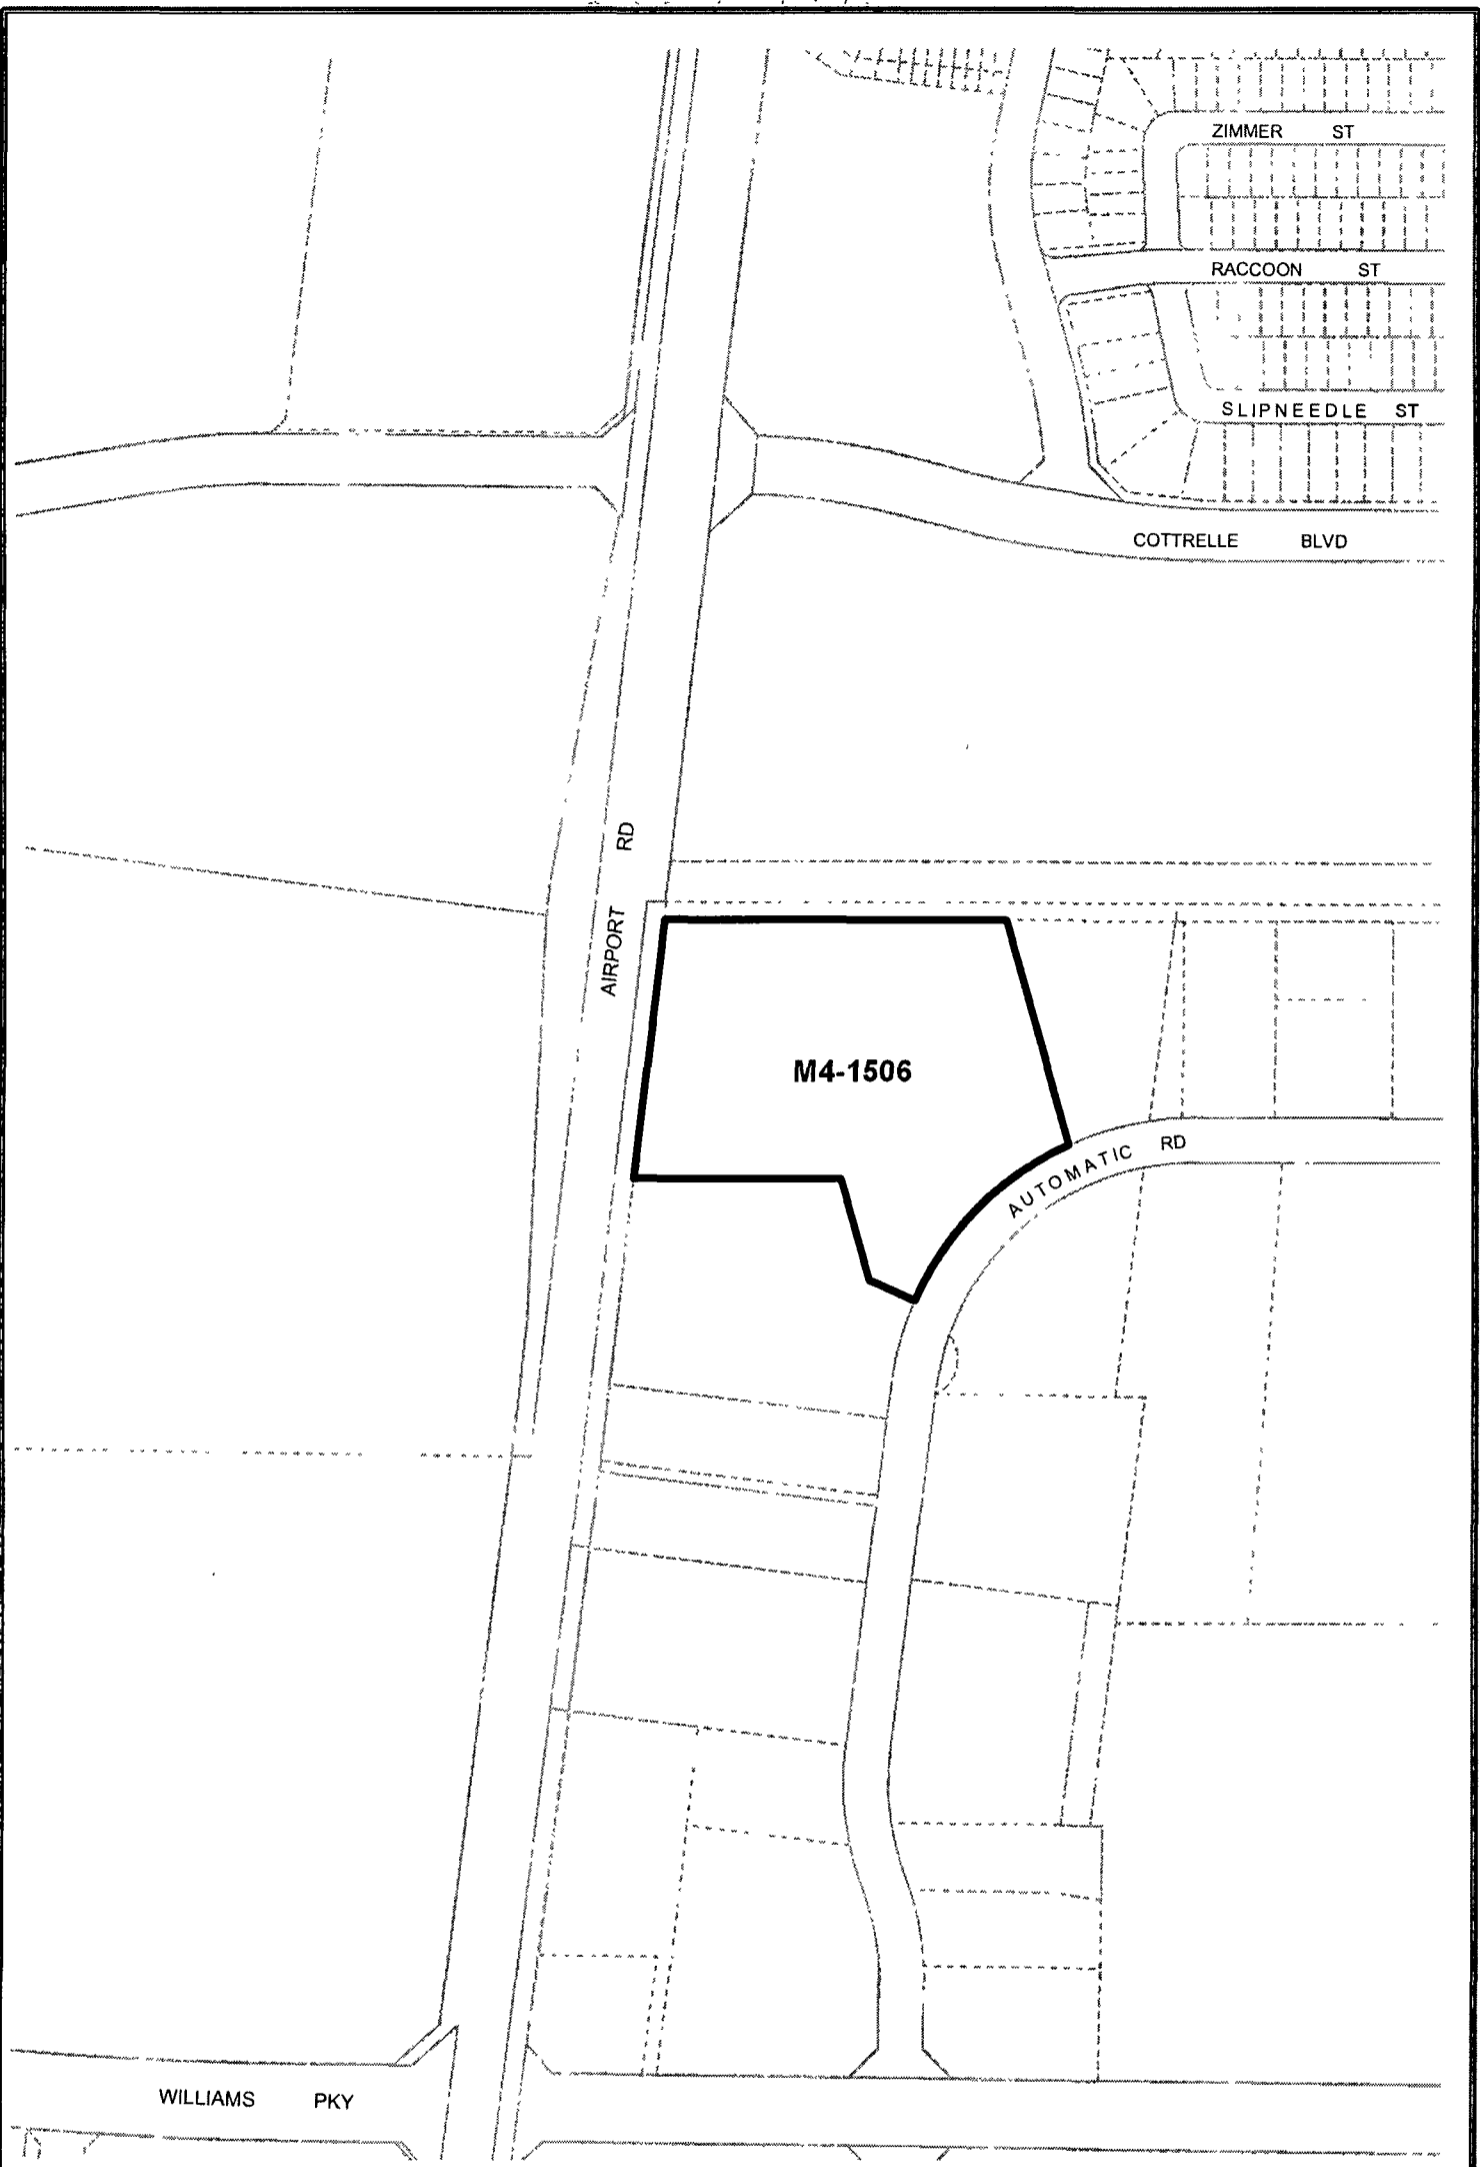 ZIMMER ST
RACCOON ST
SLIPNEEDLE ST
COTTRELLE BLVD
AIRPORT RD
M4-1506
AUTOMATIC RD
WILLIAMS PKY